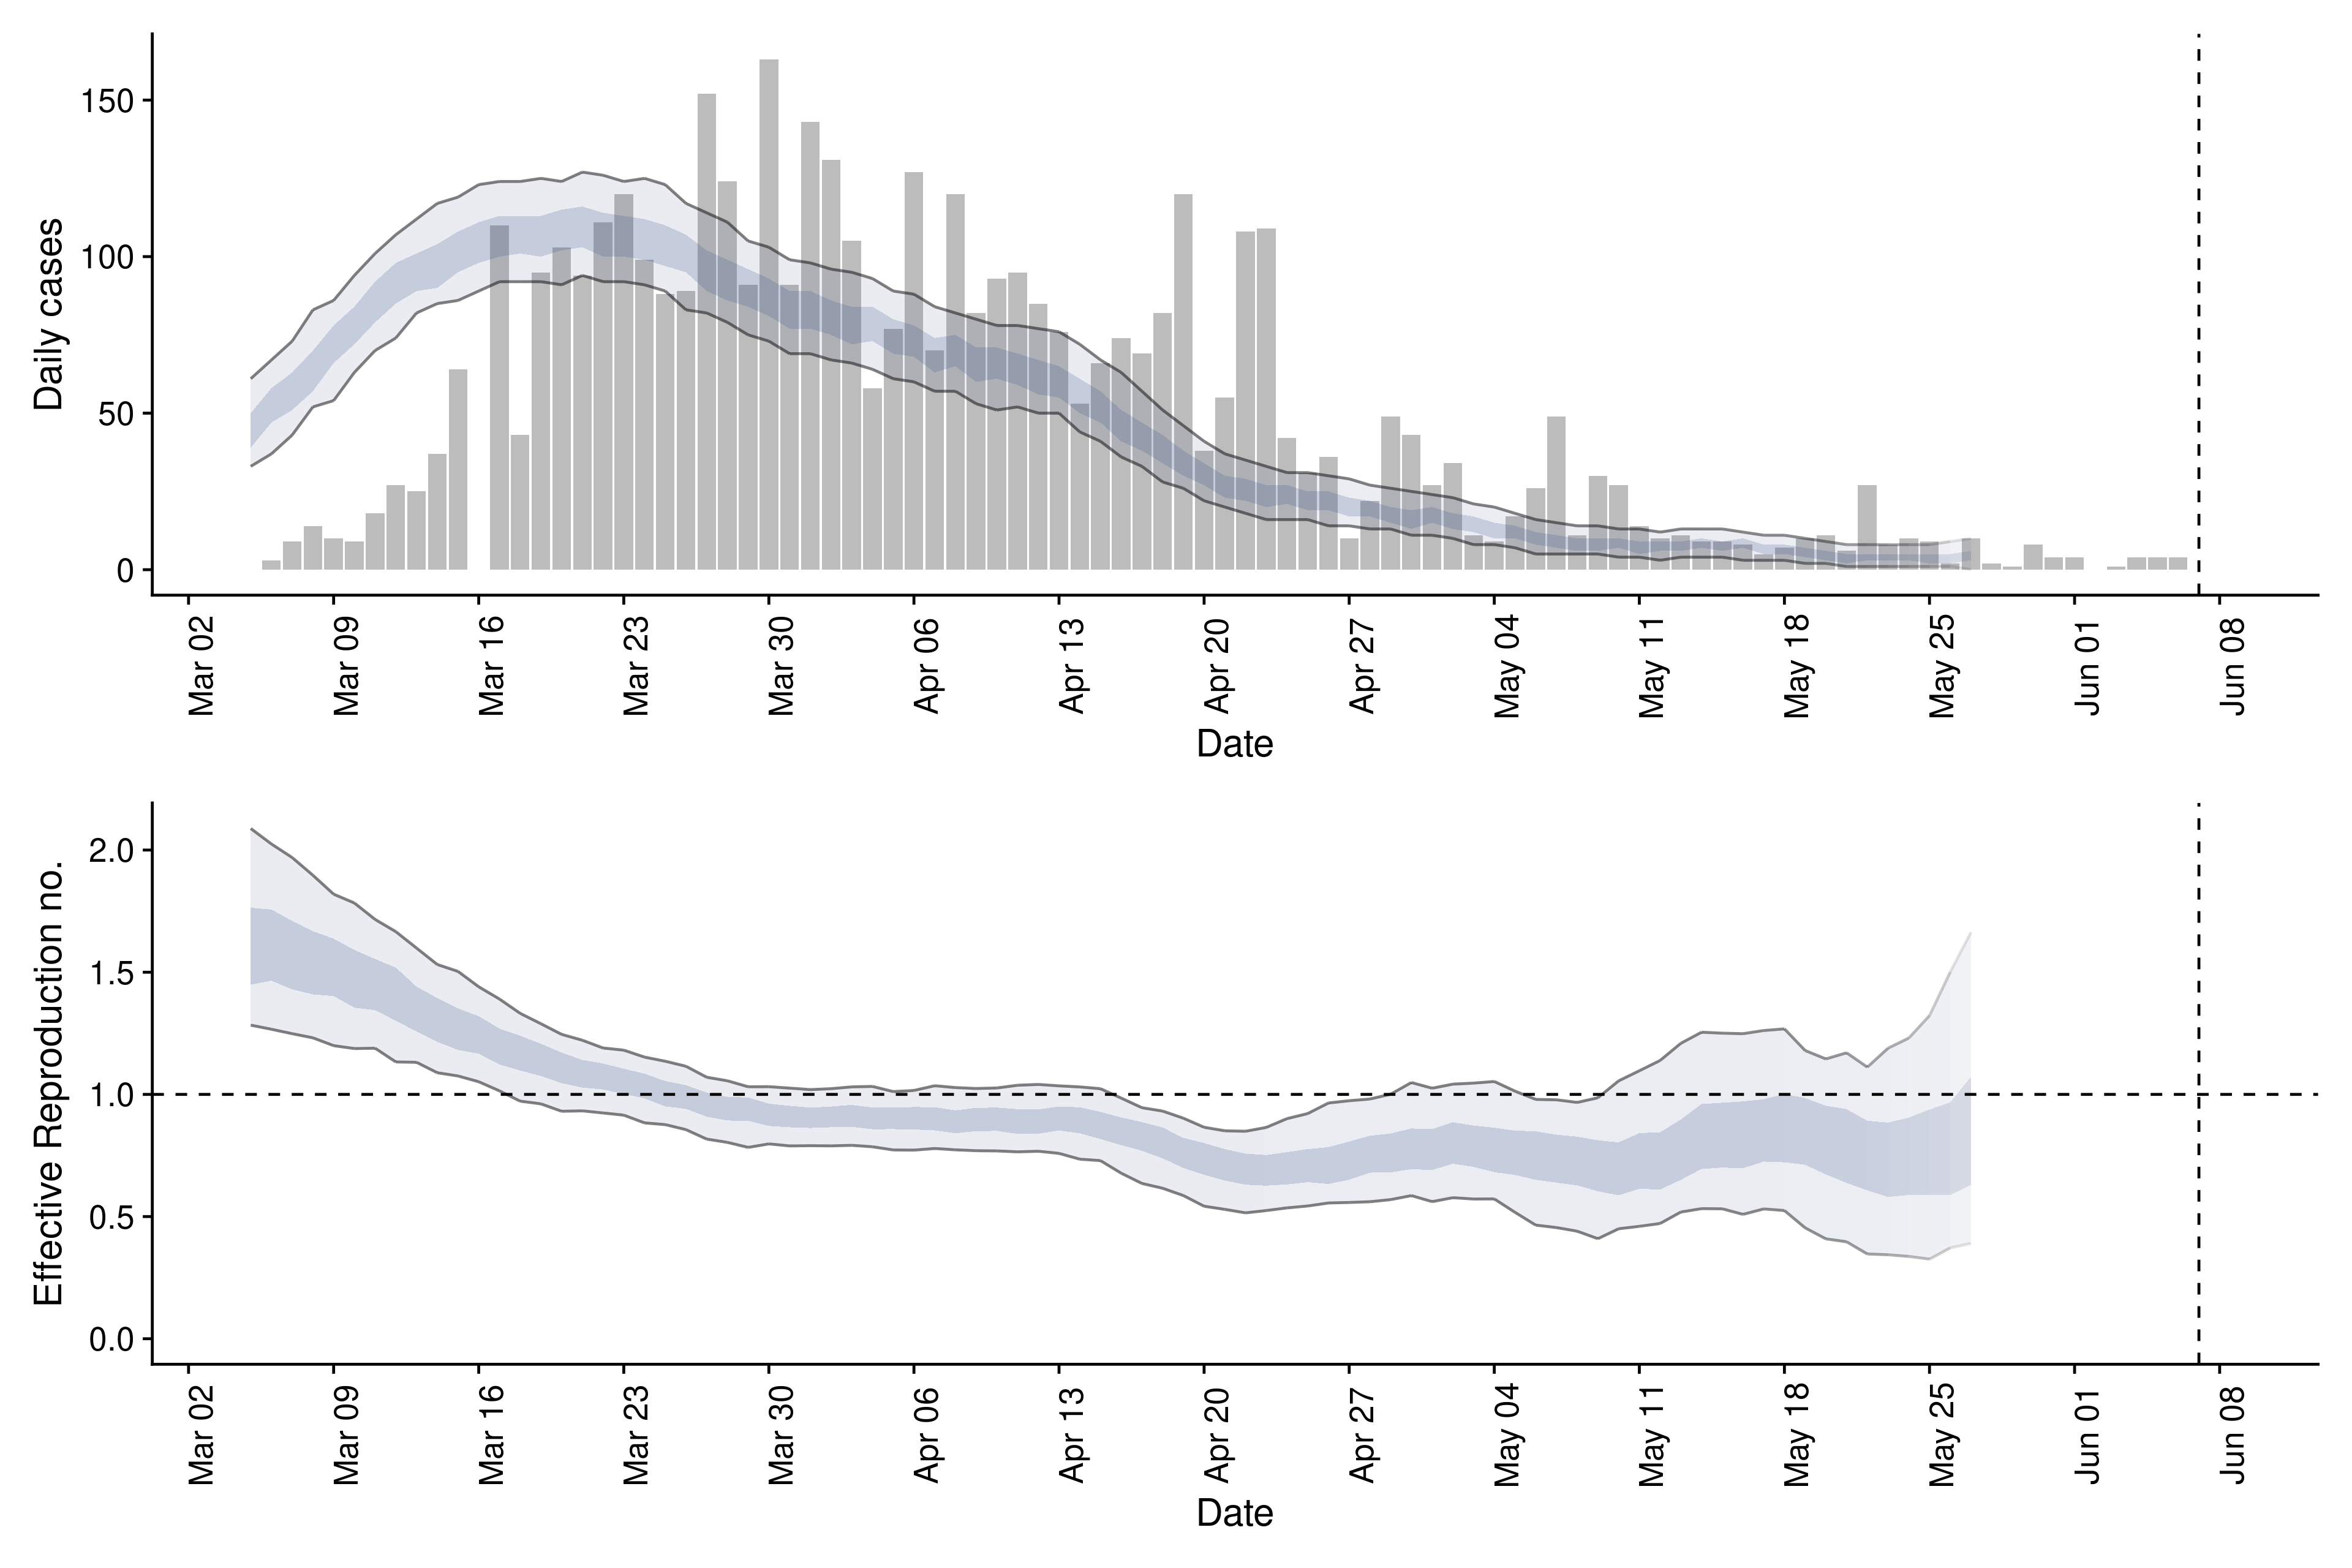 Daily cases
150
100
50
0
Mar 02
Mar 09
Mar 16
Mar 23
Mar 30
Apr 06
Apr 13
Apr 20
Apr 27
May 04
May 11
May 18
May 25
Jun 01
Jun 08
Date
Effective Reproduction no.
2.0
1.5
1.0
0.5
0.0
Mar 02
Mar 09
Mar 16
Mar 23
Mar 30
Apr 06
Apr 13
Apr 20
Apr 27
May 04
May 11
May 18
May 25
Jun 01
Jun 08
Date